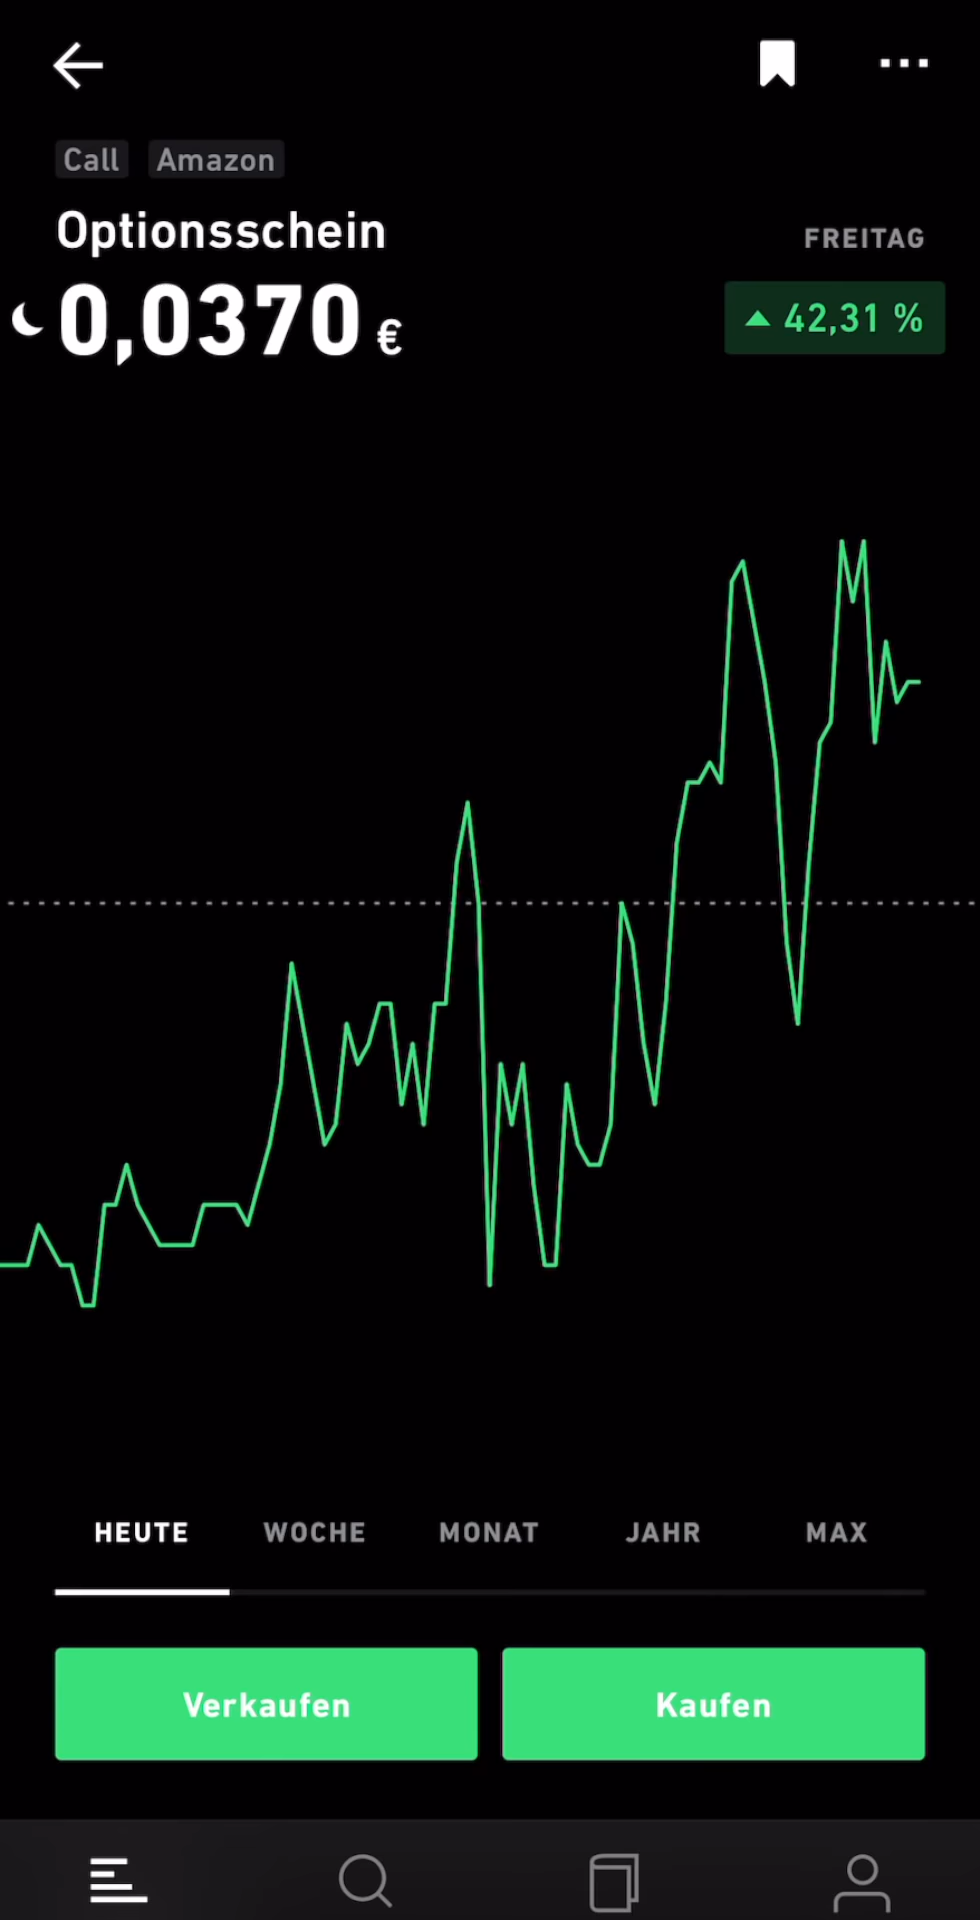 Call Amazon
Optionsschein
FREITAG
0,0370 €
42,31 %
HEUTE WOCHE MONAT JAHR MAX
Verkaufen Kaufen